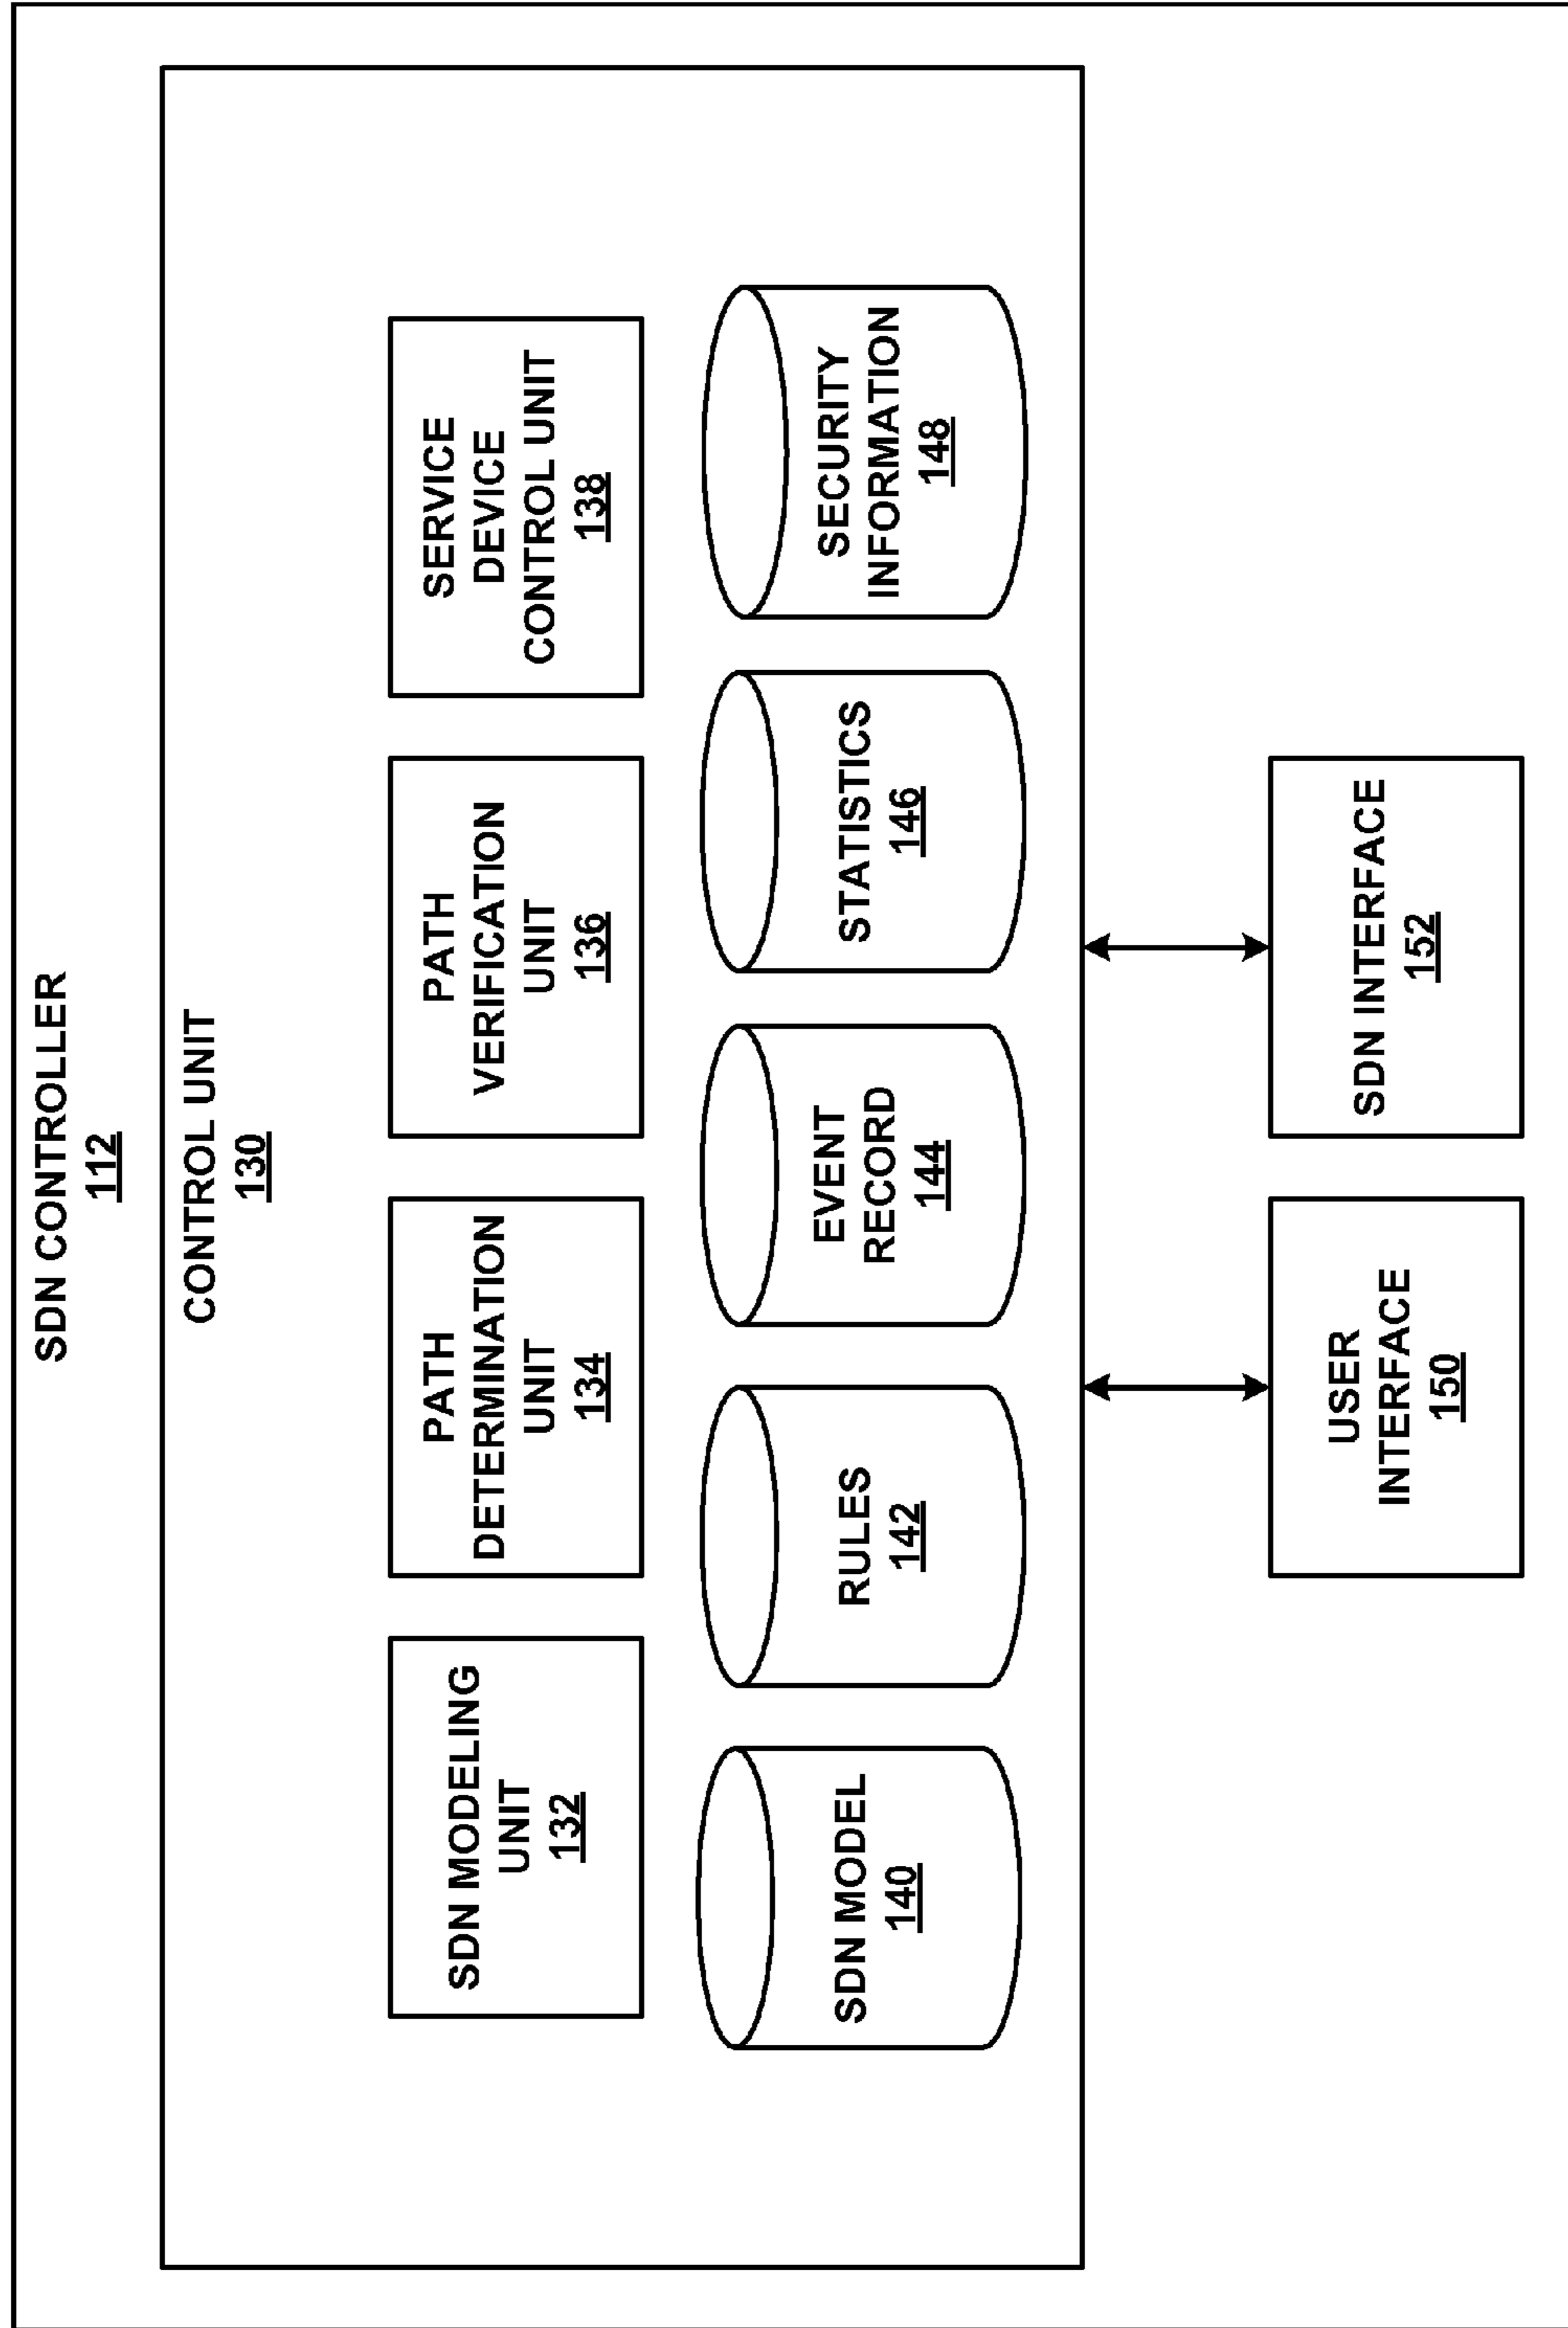 SDN CONTROLLER
112
CONTROL UNIT
130
SDN MODELING
UNIT
132
PATH
DETERMINATION
UNIT
134
PATH
VERIFICATION
UNIT
136
SERVICE
DEVICE
CONTROL UNIT
138
SDN MODEL
140
RULES
142
EVENT
RECORD
144
STATISTICS
146
SECURITY
INFORMATION
148
USER
INTERFACE
150
SDN INTERFACE
152